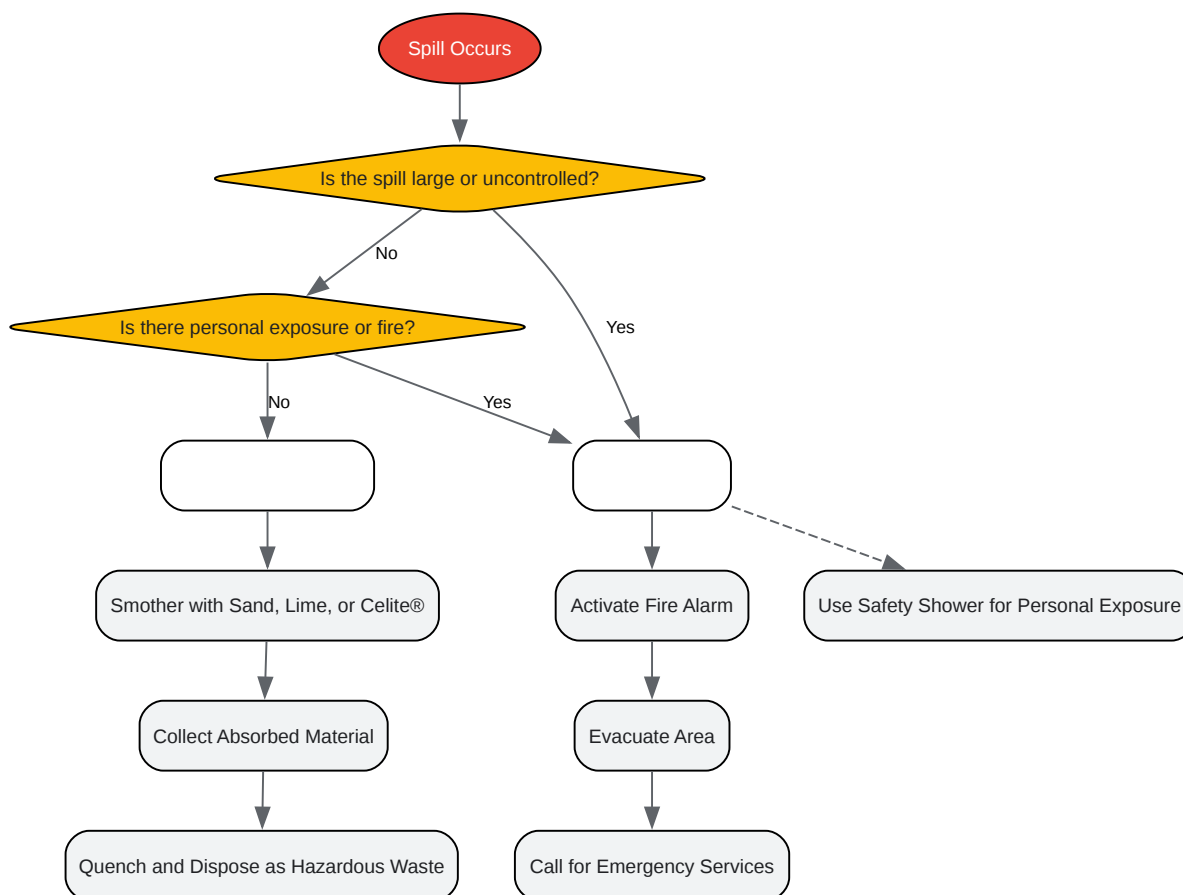 Spill Occurs
Is the spill large or uncontrolled?
No
Is there personal exposure or fire?
Yes
No
Yes
Smother with Sand, Lime, or Celite®
Activate Fire Alarm
Use Safety Shower for Personal Exposure
Collect Absorbed Material
Evacuate Area
Quench and Dispose as Hazardous Waste
Call for Emergency Services